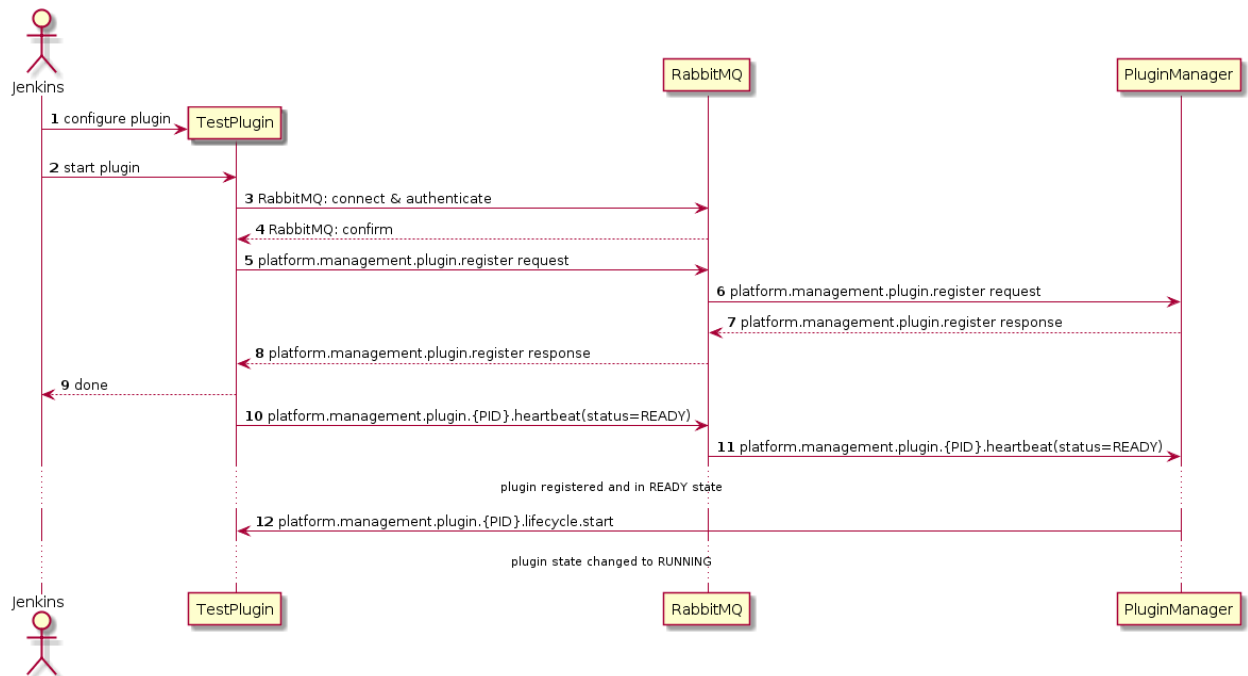 Jenkins
RabbitMQ
PluginManager
TestPlugin
1 configure plugin
2 start plugin
3 RabbitMQ: connect & authenticate
4 RabbitMQ: confirm
5 platform.management.plugin.register request
6 platform.management.plugin.register request
7 platform.management.plugin.register response
8 platform.management.plugin.register response
9 done
10 platform.management.plugin.{PID}.heartbeat(status=READY)
11 platform.management.plugin.{PID}.heartbeat(status=READY)
plugin registered and in READY state
12 platform.management.plugin.{PID}.lifecycle.start
plugin state changed to RUNNING
Jenkins
TestPlugin
RabbitMQ
PluginManager